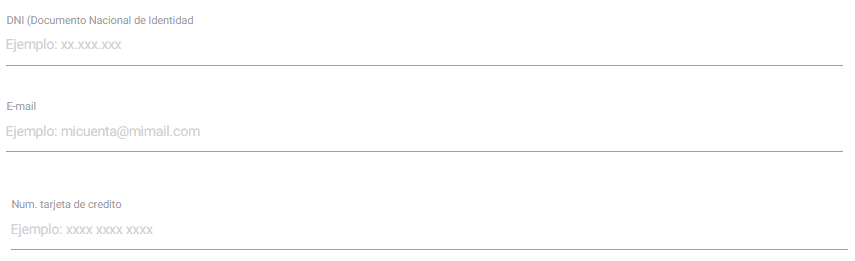 DNI (Documento Nacional de Identidad
Ejemplo: xx.xxx.xxx
E-mail
Ejemplo: micuenta@mimail.com
Num. tarjeta de credito
Ejemplo: xxxx xxxx xxxx